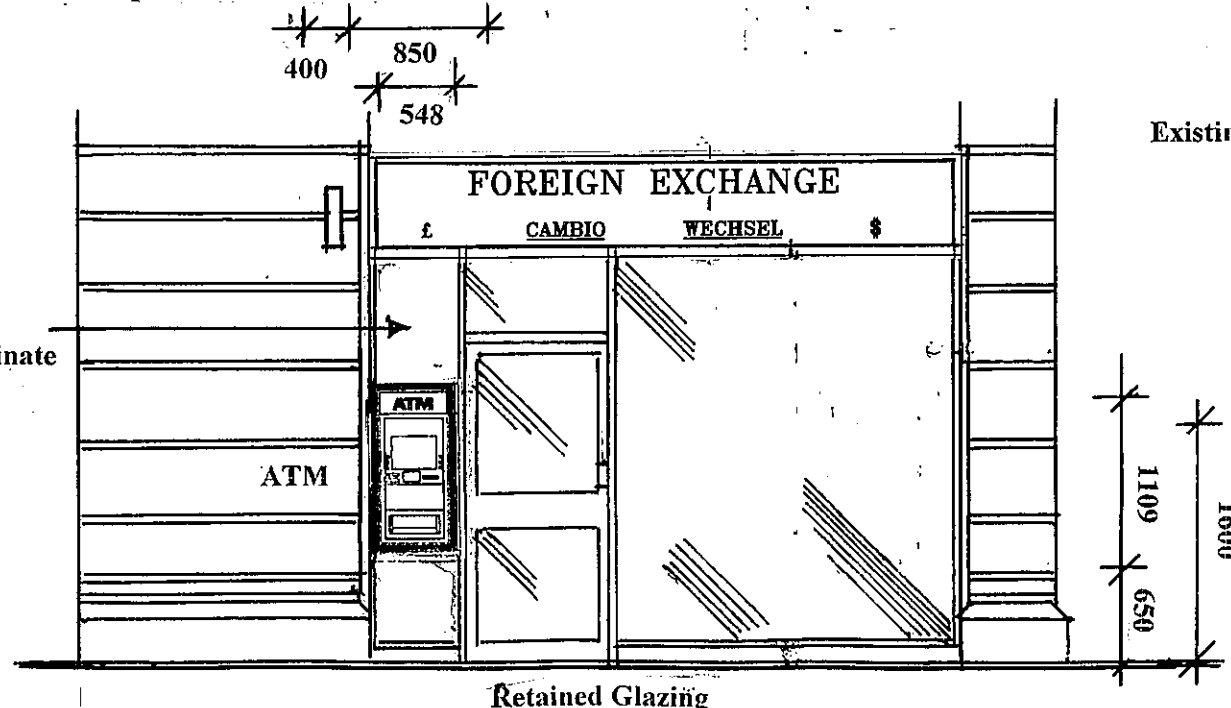 400 850
548
FOREIGN EXCHANGE
£ CAMBIO WECHSEL $
ATM
ATM
1109
650
Retained Glazing